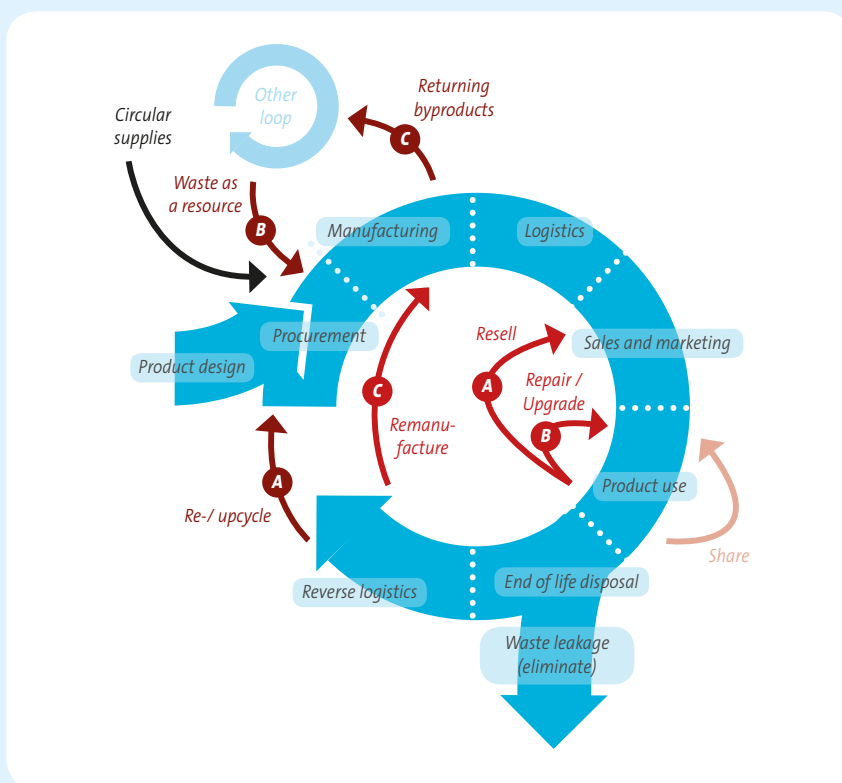 Other
loop
Returning
byproducts
C
Circular
supplies
Waste as
a resource
B
Manufacturing
Logistics
Procurement
Product design
Resell
Sales and marketing
A
Repair /
Upgrade
B
C
Remanu-
facture
Product use
A
Re-/ upcycle
Share
Reverse logistics
End of life disposal
Waste leakage
(eliminate)